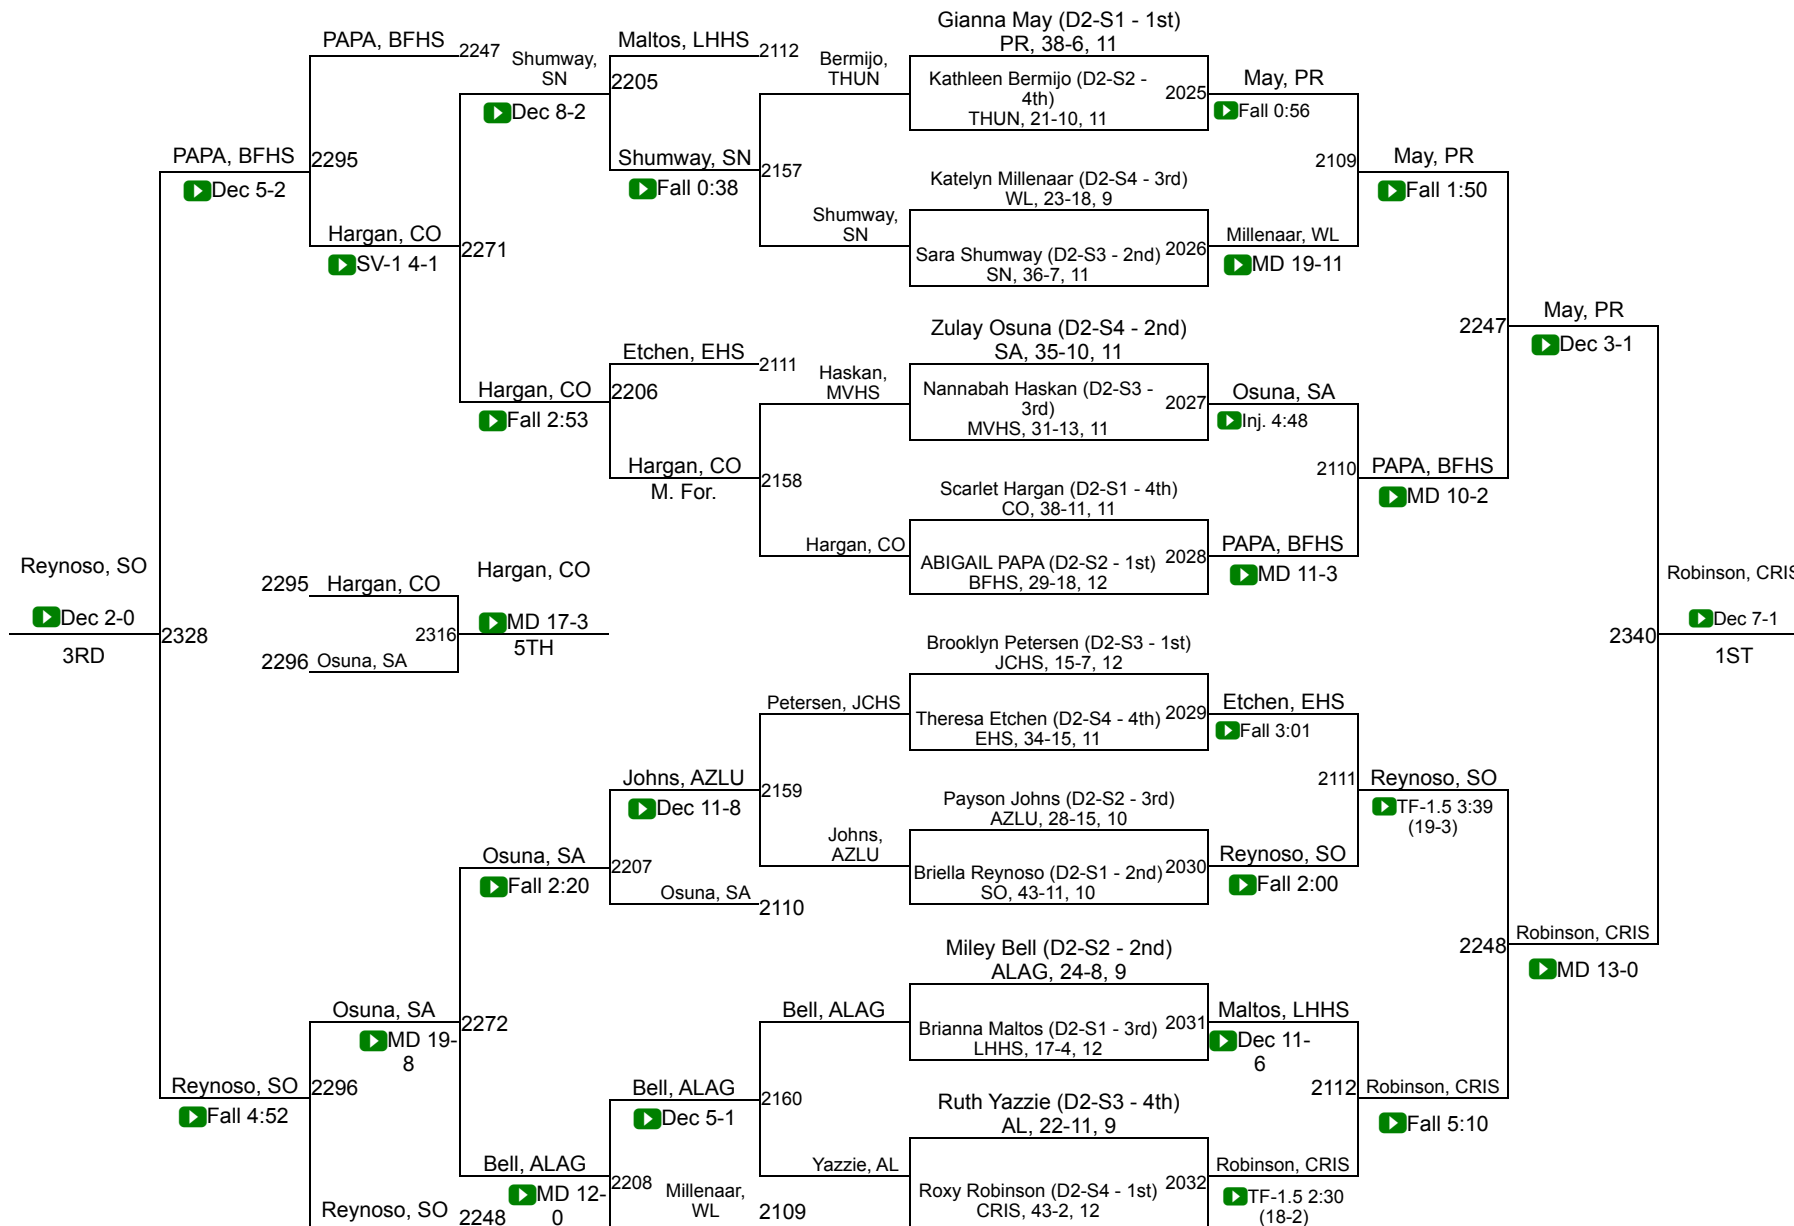 PAPA, BFHS
2247
Shumway,
SN
Maltos, LHHS
2112
2205
Dec 8-2
PAPA, BFHS
2295
Dec 5-2
Shumway, SN
2157
Fall 0:38
Hargan, CO
2271
SV-1 4-1
Etchen, EHS
2111
Hargan, CO
2206
Fall 2:53
Hargan, CO
2158
M. For.
Reynoso, SO
Dec 2-0
3RD
2328
2295
Hargan, CO
2296
Osuna, SA
2316
Hargan, CO
MD 17-3
5TH
Johns, AZLU
2159
Dec 11-8
Osuna, SA
2207
Fall 2:20
Osuna, SA
2110
Osuna, SA
2272
MD 19-
8
Reynoso, SO
2296
Fall 4:52
Bell, ALAG
2160
Dec 5-1
Bell, ALAG
2208
MD 12-
0
Millenaar,
WL
2109
Reynoso, SO
2248
Bermijo,
THUN
Shumway,
SN
Haskan,
MVHS
Hargan, CO
Petersen, JCHS
Johns,
AZLU
Bell, ALAG
Yazzie, AL
Gianna May (D2-S1 - 1st)
PR, 38-6, 11
Kathleen Bermijo (D2-S2 -
4th)
THUN, 21-10, 11
2025
Katelyn Millenaar (D2-S4 - 3rd)
WL, 23-18, 9
Sara Shumway (D2-S3 - 2nd)
SN, 36-7, 11
2026
Zulay Osuna (D2-S4 - 2nd)
SA, 35-10, 11
Nannabah Haskan (D2-S3 -
3rd)
MVHS, 31-13, 11
2027
Scarlet Hargan (D2-S1 - 4th)
CO, 38-11, 11
ABIGAIL PAPA (D2-S2 - 1st)
BFHS, 29-18, 12
2028
Brooklyn Petersen (D2-S3 - 1st)
JCHS, 15-7, 12
Theresa Etchen (D2-S4 - 4th)
EHS, 34-15, 11
2029
Payson Johns (D2-S2 - 3rd)
AZLU, 28-15, 10
Briella Reynoso (D2-S1 - 2nd)
SO, 43-11, 10
2030
Miley Bell (D2-S2 - 2nd)
ALAG, 24-8, 9
Brianna Maltos (D2-S1 - 3rd)
LHHS, 17-4, 12
2031
Ruth Yazzie (D2-S3 - 4th)
AL, 22-11, 9
Roxy Robinson (D2-S4 - 1st)
CRIS, 43-2, 12
2032
May, PR
Fall 0:56
Millenaar, WL
MD 19-11
2109
May, PR
Fall 1:50
Osuna, SA
Inj. 4:48
PAPA, BFHS
MD 11-3
2110
PAPA, BFHS
MD 10-2
2247
May, PR
Dec 3-1
Etchen, EHS
Fall 3:01
Reynoso, SO
Fall 2:00
2111
Reynoso, SO
TF-1.5 3:39
(19-3)
Maltos, LHHS
Dec 11-
6
Robinson, CRIS
TF-1.5 2:30
(18-2)
2112
Robinson, CRIS
Fall 5:10
2248
Robinson, CRIS
MD 13-0
2340
Robinson, CRIS
Dec 7-1
1ST